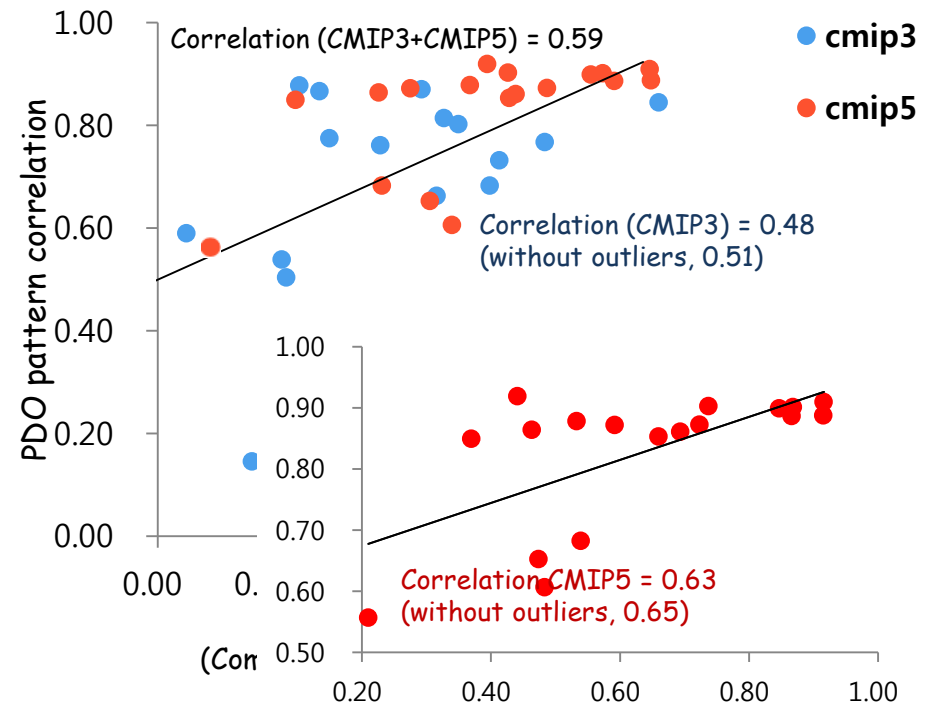 1.00
Correlation (CMIP3+CMIP5) = 0.59
cmip3
cmip5
0.80
0.60
0.40
0.20
0.00
PDO pattern correlation
Correlation (CMIP3) = 0.48
(without outliers, 0.51)
0.00
0.
(Com
1.00
0.90
0.80
0.70
0.60
0.50
Correlation CMIP5 = 0.63
(without outliers, 0.65)
0.20
0.40
0.60
0.80
1.00